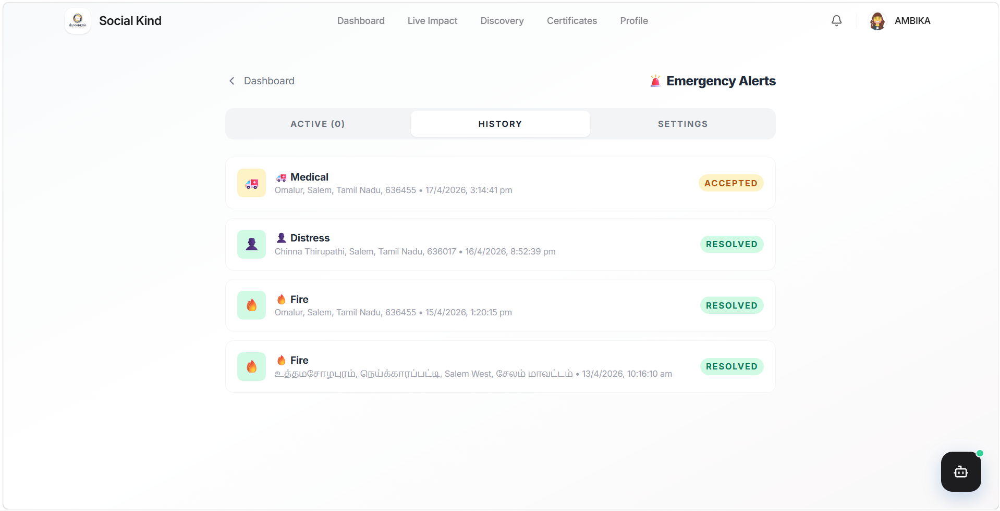 HUMANEXA
Social Kind
Dashboard
Live Impact
Discovery
Certificates
Profile
AMBIKA
Dashboard
Emergency Alerts
ACTIVE (0)
HISTORY
SETTINGS
Medical
Omalur, Salem, Tamil Nadu, 636455 • 17/4/2026, 3:14:41 pm
ACCEPTED
Distress
Chinna Thirupathi, Salem, Tamil Nadu, 636017 • 16/4/2026, 8:52:39 pm
RESOLVED
Fire
Omalur, Salem, Tamil Nadu, 636455 • 15/4/2026, 1:20:15 pm
RESOLVED
Fire
உத்தமசோழபுரம், நெய்க்காரப்பட்டி, Salem West, சேலம் மாவட்டம் • 13/4/2026, 10:16:10 am
RESOLVED